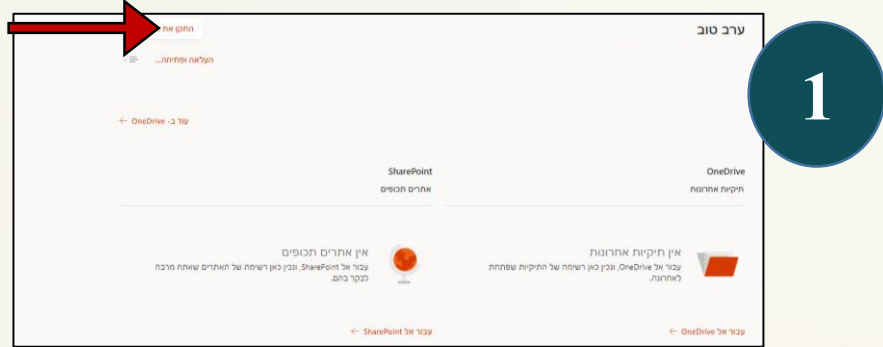 ערב טוב
התקן את
העלאה ופתיחה...
עוד ב- OneDrive ←
OneDrive
תיקיות אחרונות
אין תיקיות אחרונות
עבור אל OneDrive, ונכין כאן רשימה של התיקיות שפתחת
לאחרונה.
עבור אל OneDrive ←
SharePoint
אתרים תכופים
אין אתרים תכופים
עבור אל SharePoint, ונכין כאן רשימה של האתרים שאתה מרבה
לבקר בהם.
עבור אל SharePoint ←
1